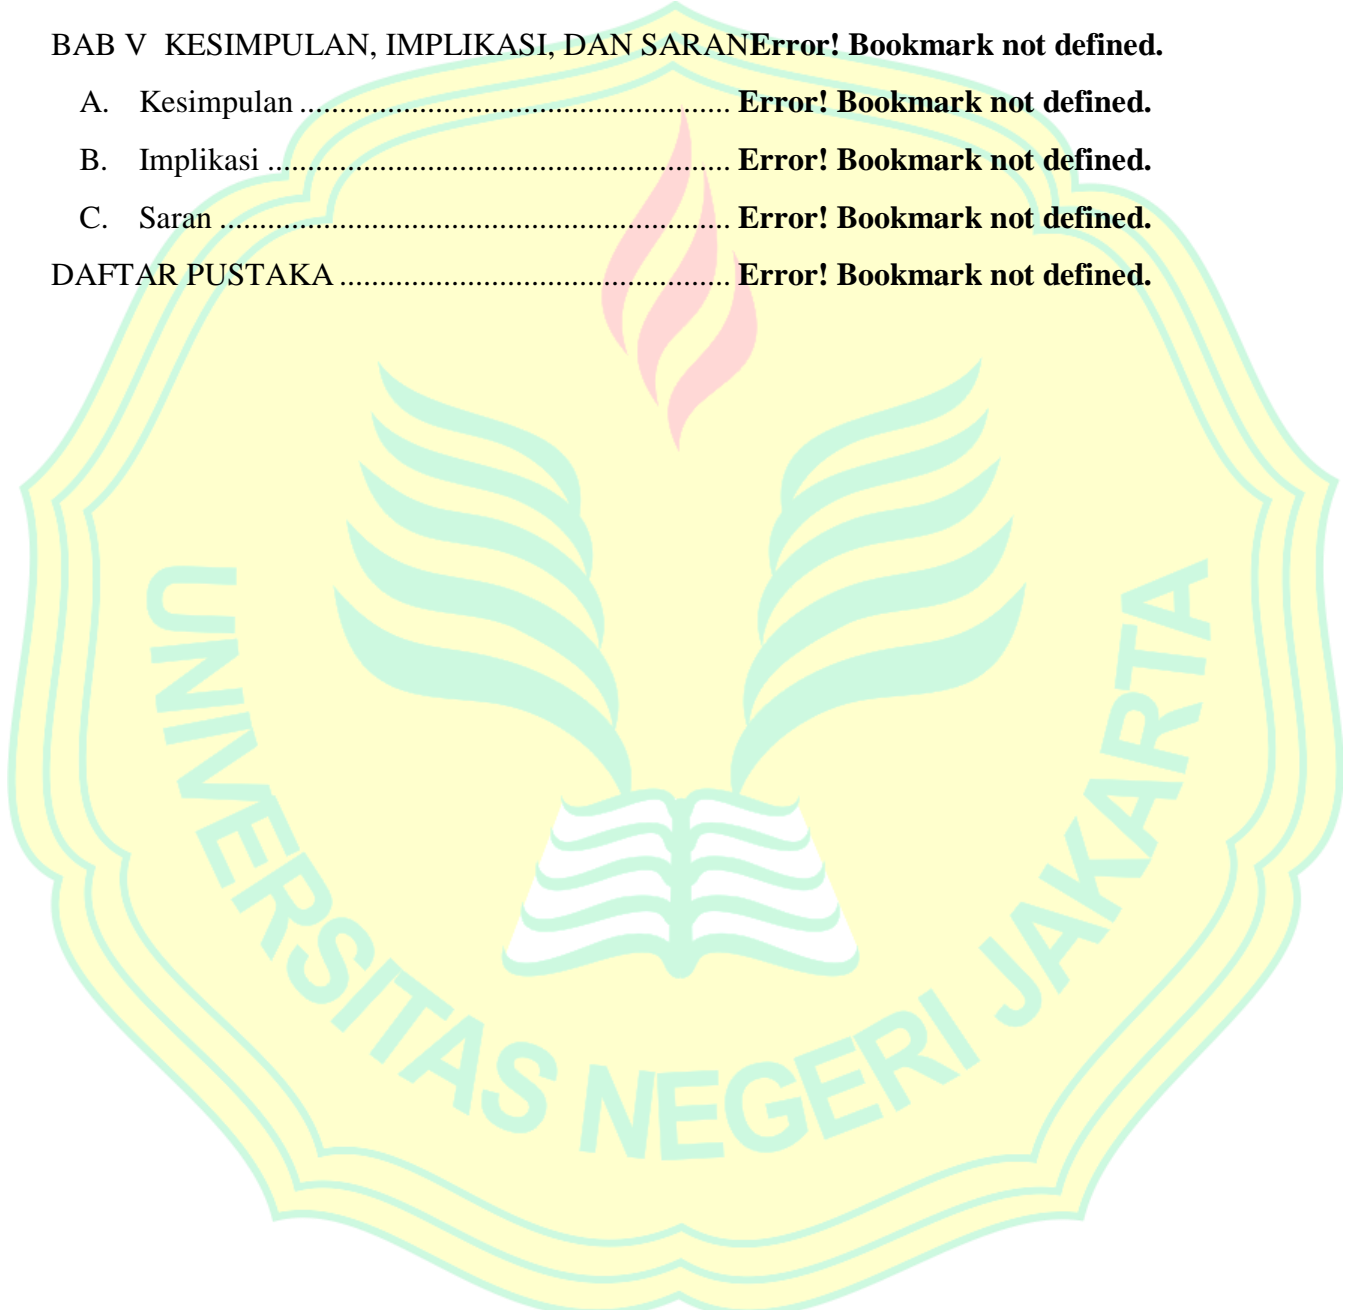 BAB V KESIMPULAN, IMPLIKASI, DAN SARANError! Bookmark not defined.
A. Kesimpulan ...................................................... Error! Bookmark not defined.
B. Implikasi .......................................................... Error! Bookmark not defined.
C. Saran ................................................................ Error! Bookmark not defined.
DAFTAR PUSTAKA ................................................. Error! Bookmark not defined.
UNIVERSITAS NEGERI JAKARTA